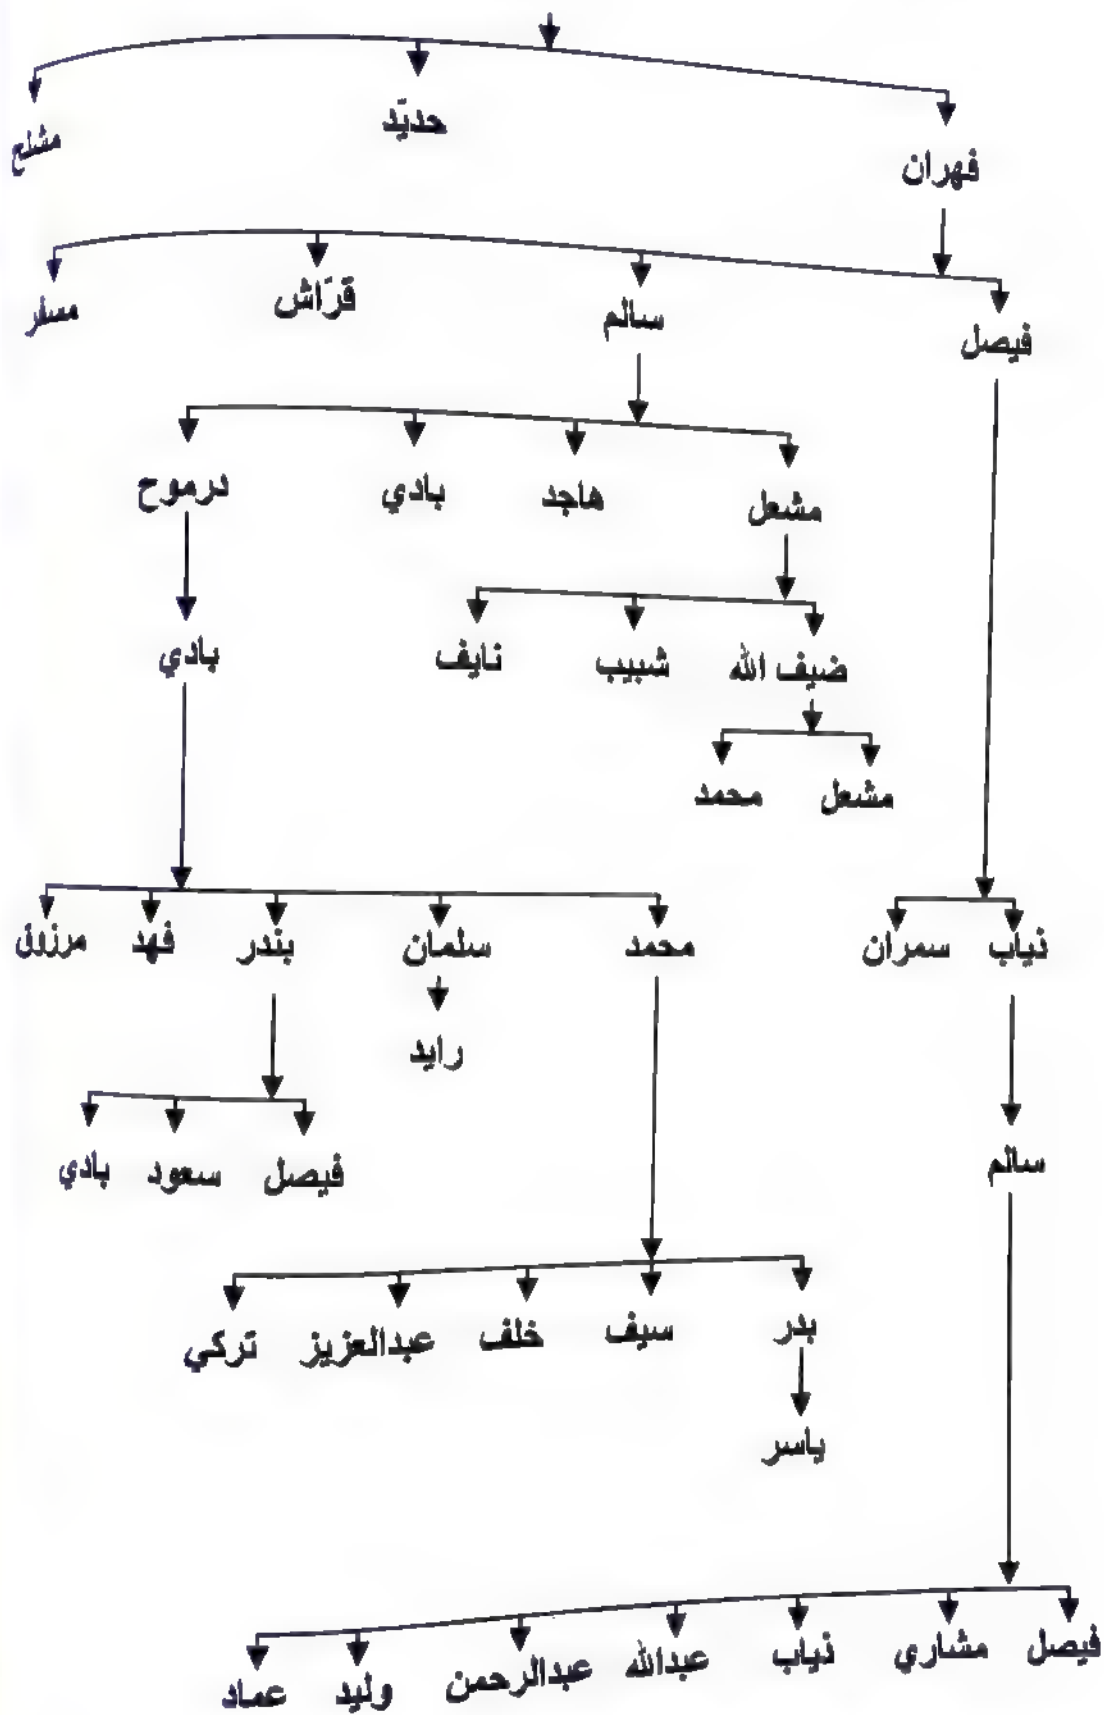 فهران حديّد مشلح
فيصل سالم قرّاش مسفر
مشعل هاجد بادي درموح
ضيف الله شبيب نايف بادي
مشعل محمد
ذياب سمران محمد سلمان بندر فهد مرزوق
رايد
سالم فيصل سعود بادي
بدر سيف خلف عبدالعزيز تركي
ياسر
فيصل مشاري ذياب عبدالله عبدالرحمن وليد عماد